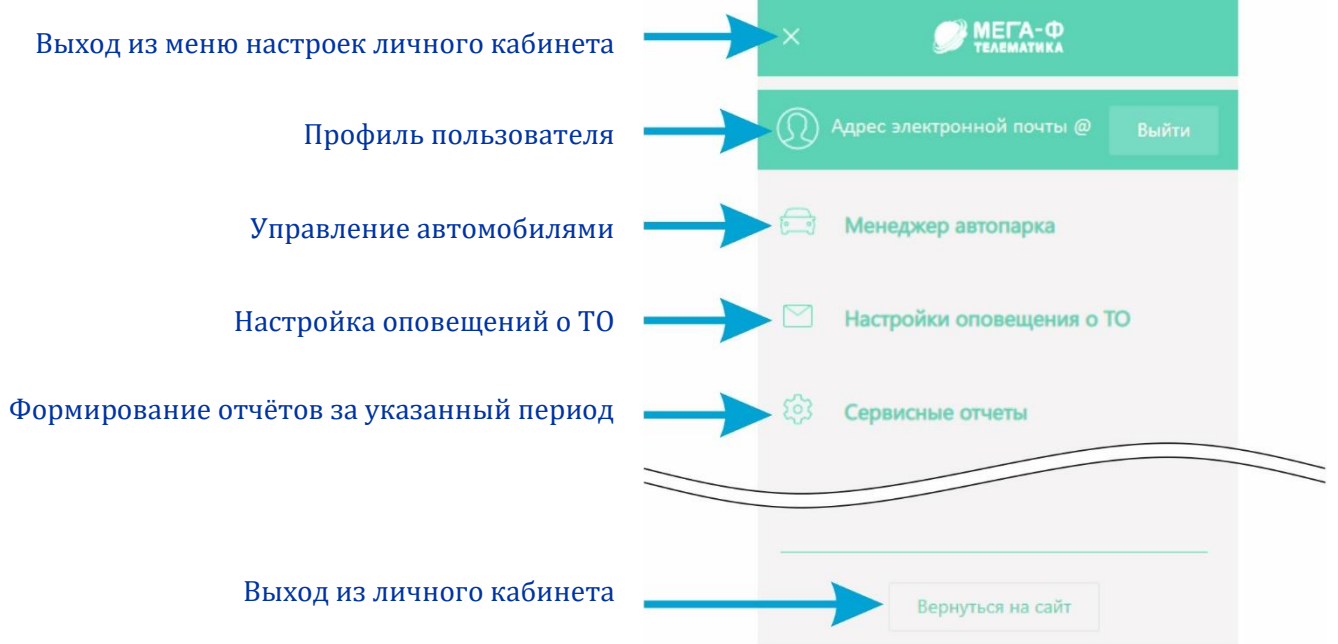 Выход из меню настроек личного кабинета
МЕГА-Ф
ТЕЛЕМАТИКА
Профиль пользователя
Адрес электронной почты @
Выйти
Управление автомобилями
Менеджер автопарка
Настройка оповещений о ТО
Настройки оповещения о ТО
Формирование отчётов за указанный период
Сервисные отчеты
Выход из личного кабинета
Вернуться на сайт